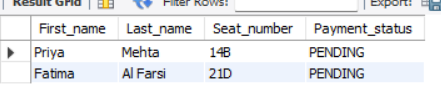 Result Grid Filter Rows: Export:
First_name Last_name Seat_number Payment_status
Priya Mehta 14B PENDING
Fatima Al Farsi 21D PENDING